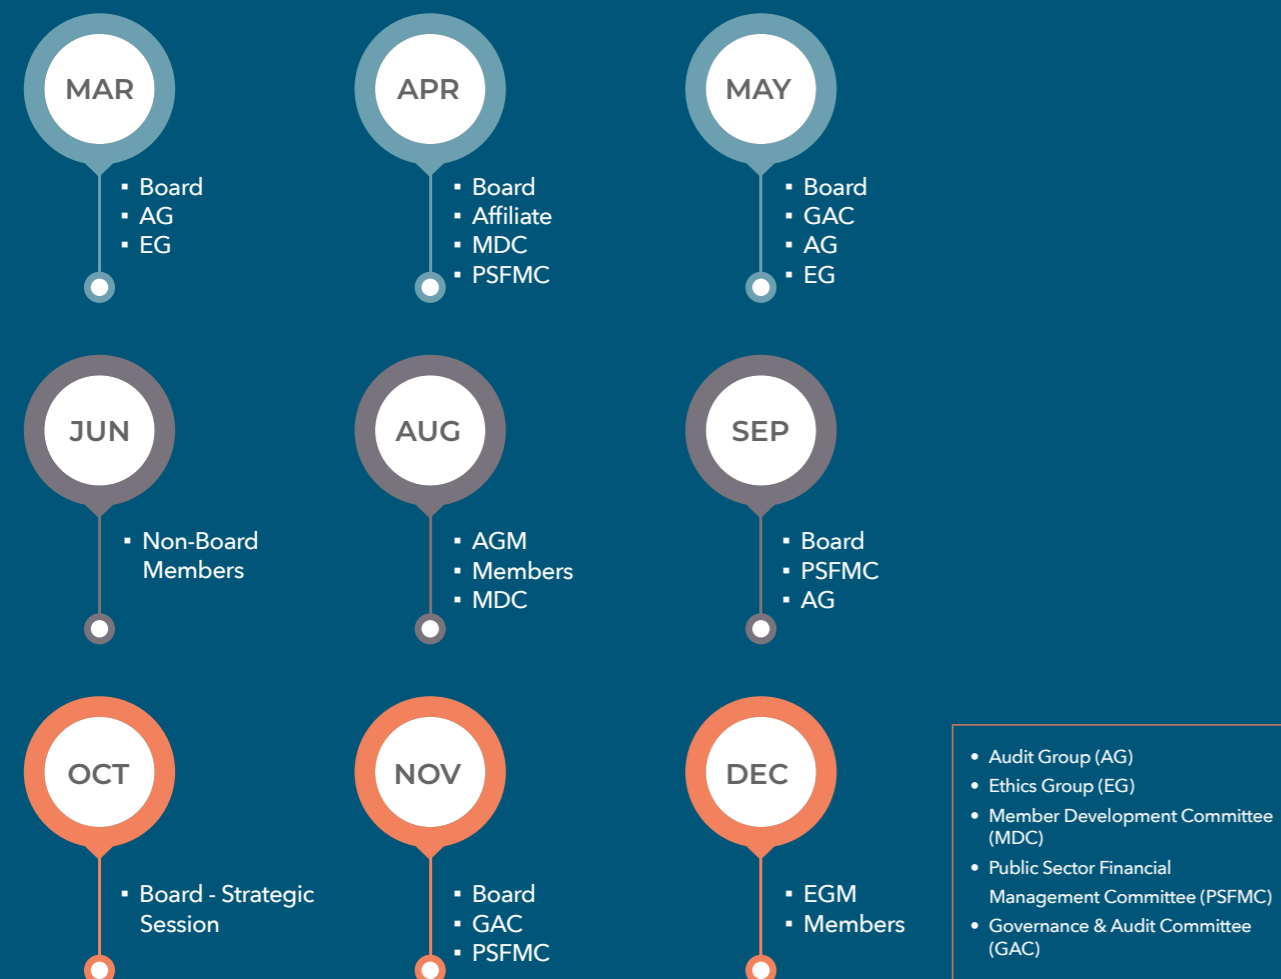 MAR
▪ Board
▪ AG
▪ EG
APR
▪ Board
▪ Affiliate
▪ MDC
▪ PSFMC
MAY
▪ Board
▪ GAC
▪ AG
▪ EG
JUN
▪ Non-Board
Members
AUG
▪ AGM
▪ Members
▪ MDC
SEP
▪ Board
▪ PSFMC
▪ AG
OCT
▪ Board - Strategic
Session
NOV
▪ Board
▪ GAC
▪ PSFMC
DEC
▪ EGM
▪ Members
• Audit Group (AG)
• Ethics Group (EG)
• Member Development Committee
(MDC)
• Public Sector Financial
Management Committee (PSFMC)
• Governance & Audit Committee
(GAC)